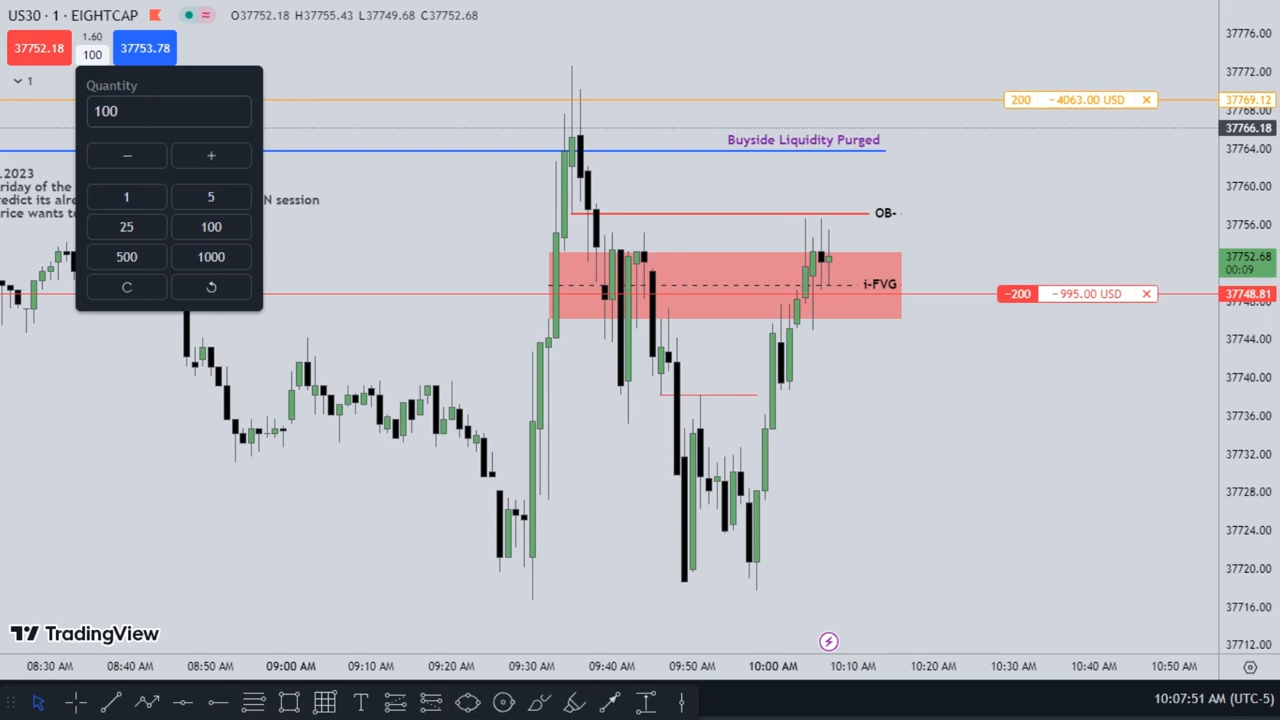 US30 · 1 · EIGHTCAP O37752.18 H37755.43 L37749.68 C37752.68
37752.18 1.60 100 37753.78
1
Quantity
100
− +
1 5
25 100
500 1000
C
.2023
riday of the
redict its alre N session
rice wants to
Buyside Liquidity Purged
OB-
i-FVG
200 −4063.00 USD ×
−200 −995.00 USD ×
37776.00
37772.00
37769.12
37768.00
37766.18
37764.00
37760.00
37756.00
37752.68
00:09
37748.81
37744.00
37740.00
37736.00
37732.00
37728.00
37724.00
37720.00
37716.00
37712.00
TradingView
08:30 AM 08:40 AM 08:50 AM 09:00 AM 09:10 AM 09:20 AM 09:30 AM 09:40 AM 09:50 AM 10:00 AM 10:10 AM 10:20 AM 10:30 AM 10:40 AM 10:50 AM
T
10:07:51 AM (UTC-5)